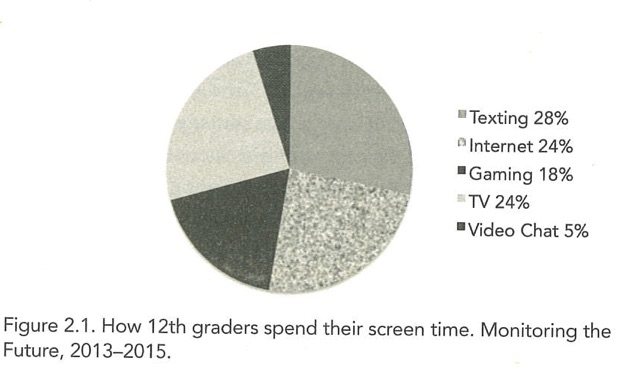 Texting 28%
Internet 24%
Gaming 18%
TV 24%
Video Chat 5%
Figure 2.1. How 12th graders spend their screen time. Monitoring the
Future, 2013–2015.